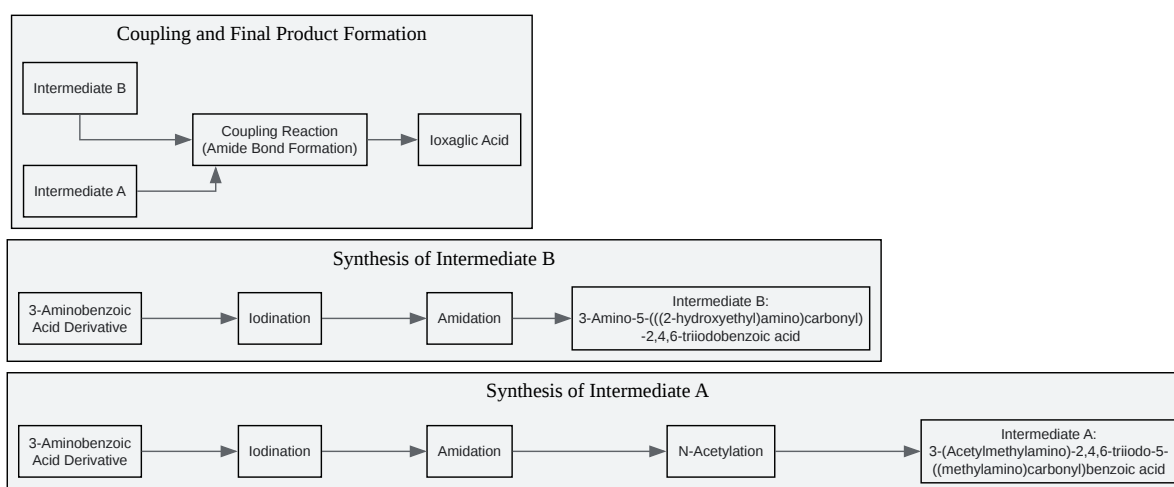 Coupling and Final Product Formation
Intermediate B
Coupling Reaction
(Amide Bond Formation)
Ioxaglic Acid
Intermediate A
Synthesis of Intermediate B
3-Aminobenzoic
Acid Derivative
Iodination
Amidation
Intermediate B:
3-Amino-5-(((2-hydroxyethyl)amino)carbonyl)
-2,4,6-triiodobenzoic acid
Synthesis of Intermediate A
3-Aminobenzoic
Acid Derivative
Iodination
Amidation
N-Acetylation
Intermediate A:
3-(Acetylmethylamino)-2,4,6-triiodo-5-
((methylamino)carbonyl)benzoic acid